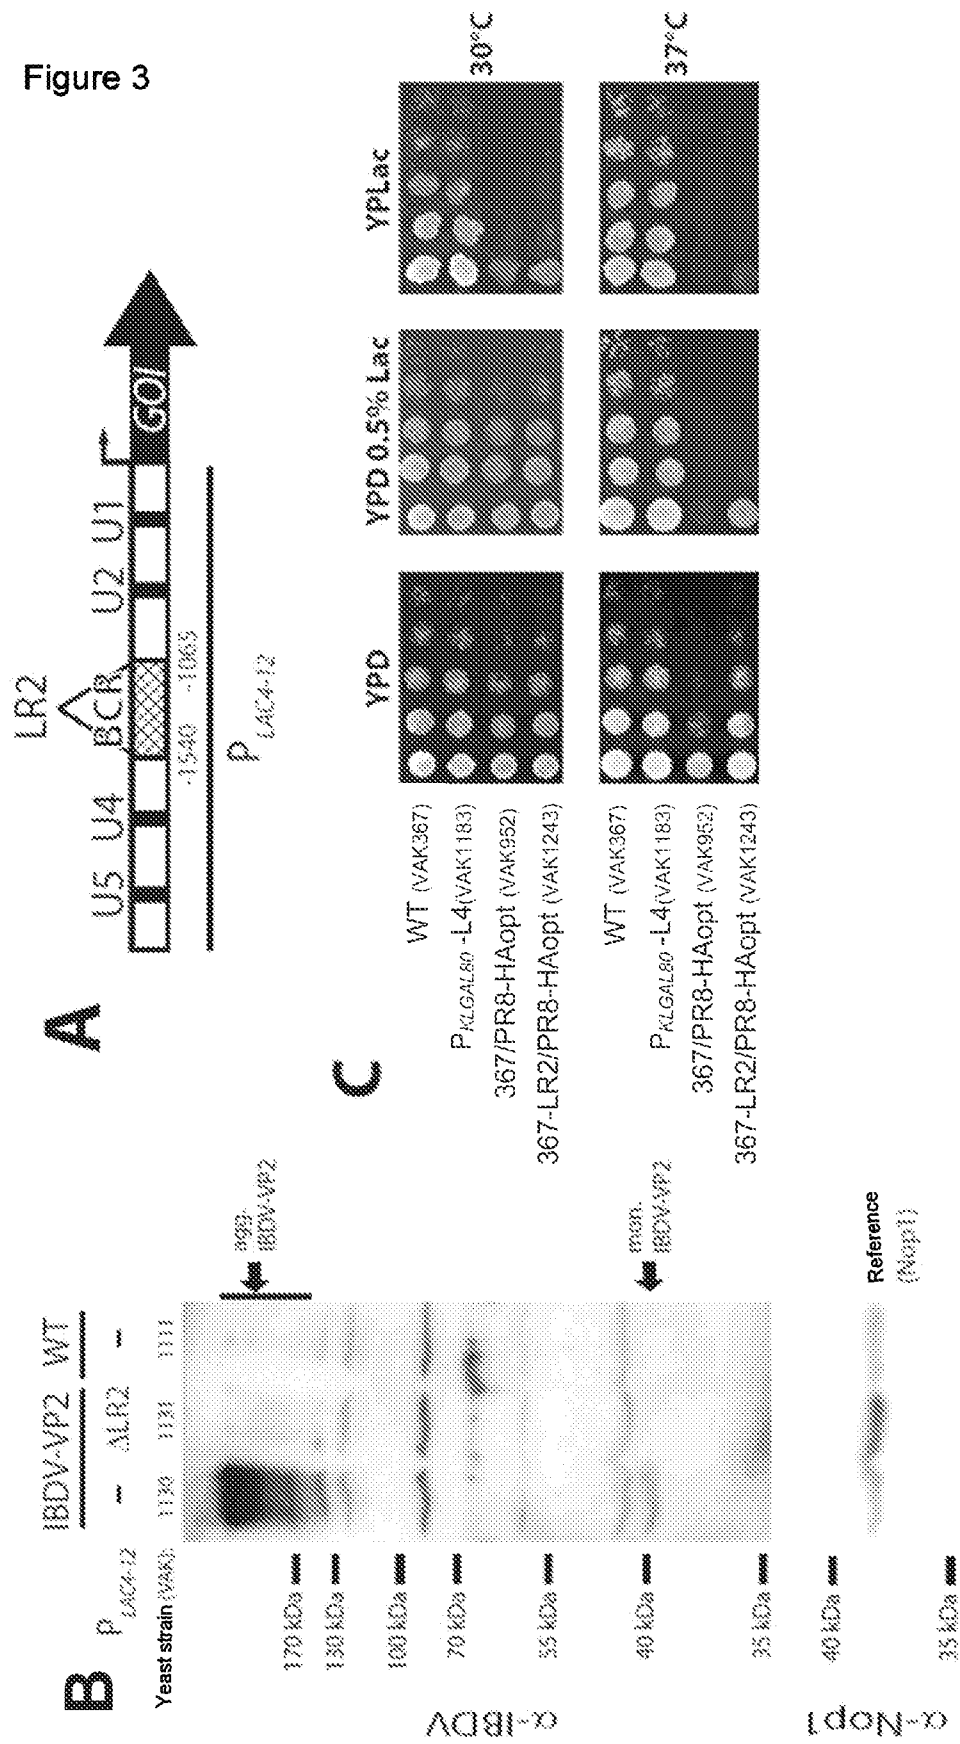 Figure 3
A
LR2
U5 U4 BCR U2 U1
GOI
-1540 -1065
P LAC4-12
B
IBDV-VP2 WT
P LAC4-12 – ΔLR2 –
Yeast strain (VAK): 1130 1131 1111
170 kDa
130 kDa
100 kDa
70 kDa
55 kDa
40 kDa
35 kDa
40 kDa
35 kDa
α-IBDV
α-Nop1
agg.
IBDV-VP2
mon.
IBDV-VP2
Reference
(Nop1)
C
YPD YPD 0.5% Lac YPLac
WT (VAK367)
P KLGAL80 -L4(VAK1183)
367/PR8-HAopt (VAK952)
367-LR2/PR8-HAopt (VAK1243)
30°C
WT (VAK367)
P KLGAL80 -L4(VAK1183)
367/PR8-HAopt (VAK952)
367-LR2/PR8-HAopt (VAK1243)
37°C